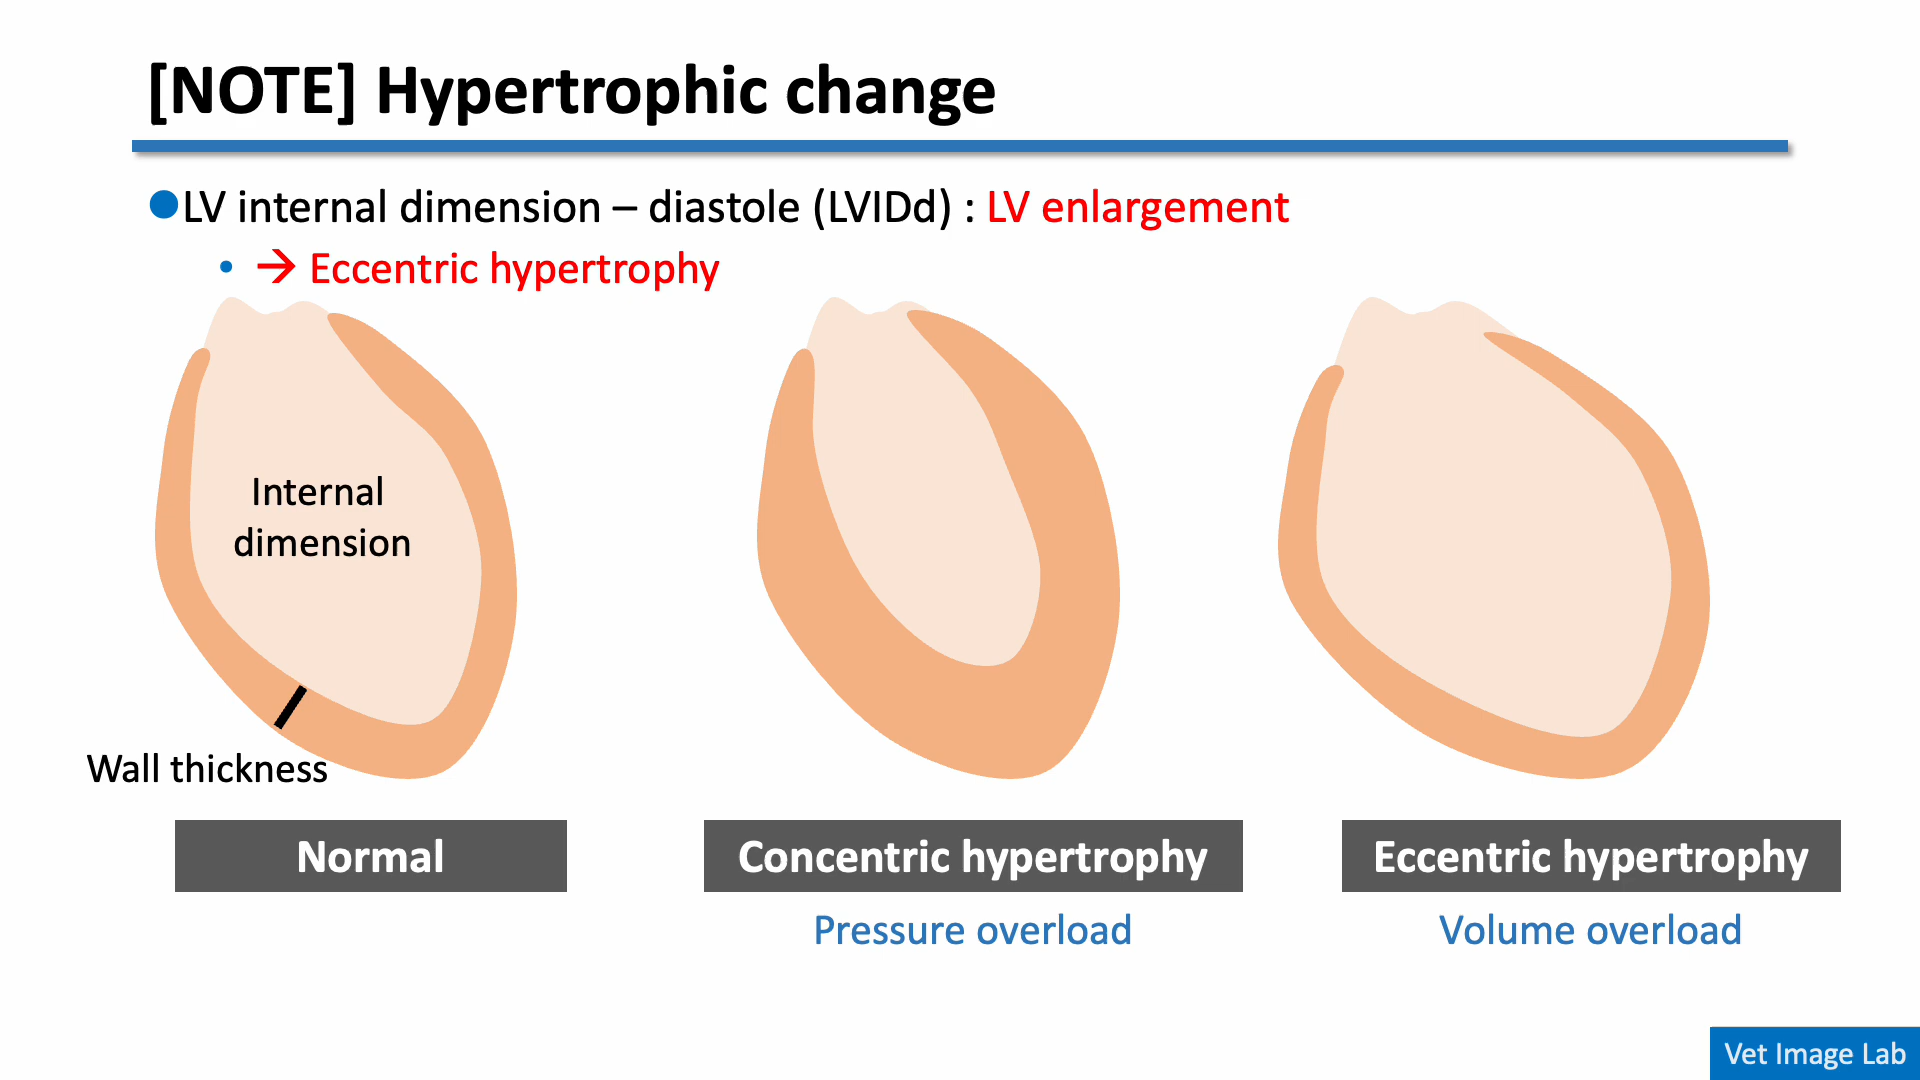 [NOTE] Hypertrophic change
LV internal dimension – diastole (LVIDd) : LV enlargement
• → Eccentric hypertrophy
Internal
dimension
Wall thickness
Normal
Concentric hypertrophy
Eccentric hypertrophy
Pressure overload
Volume overload
Vet Image Lab